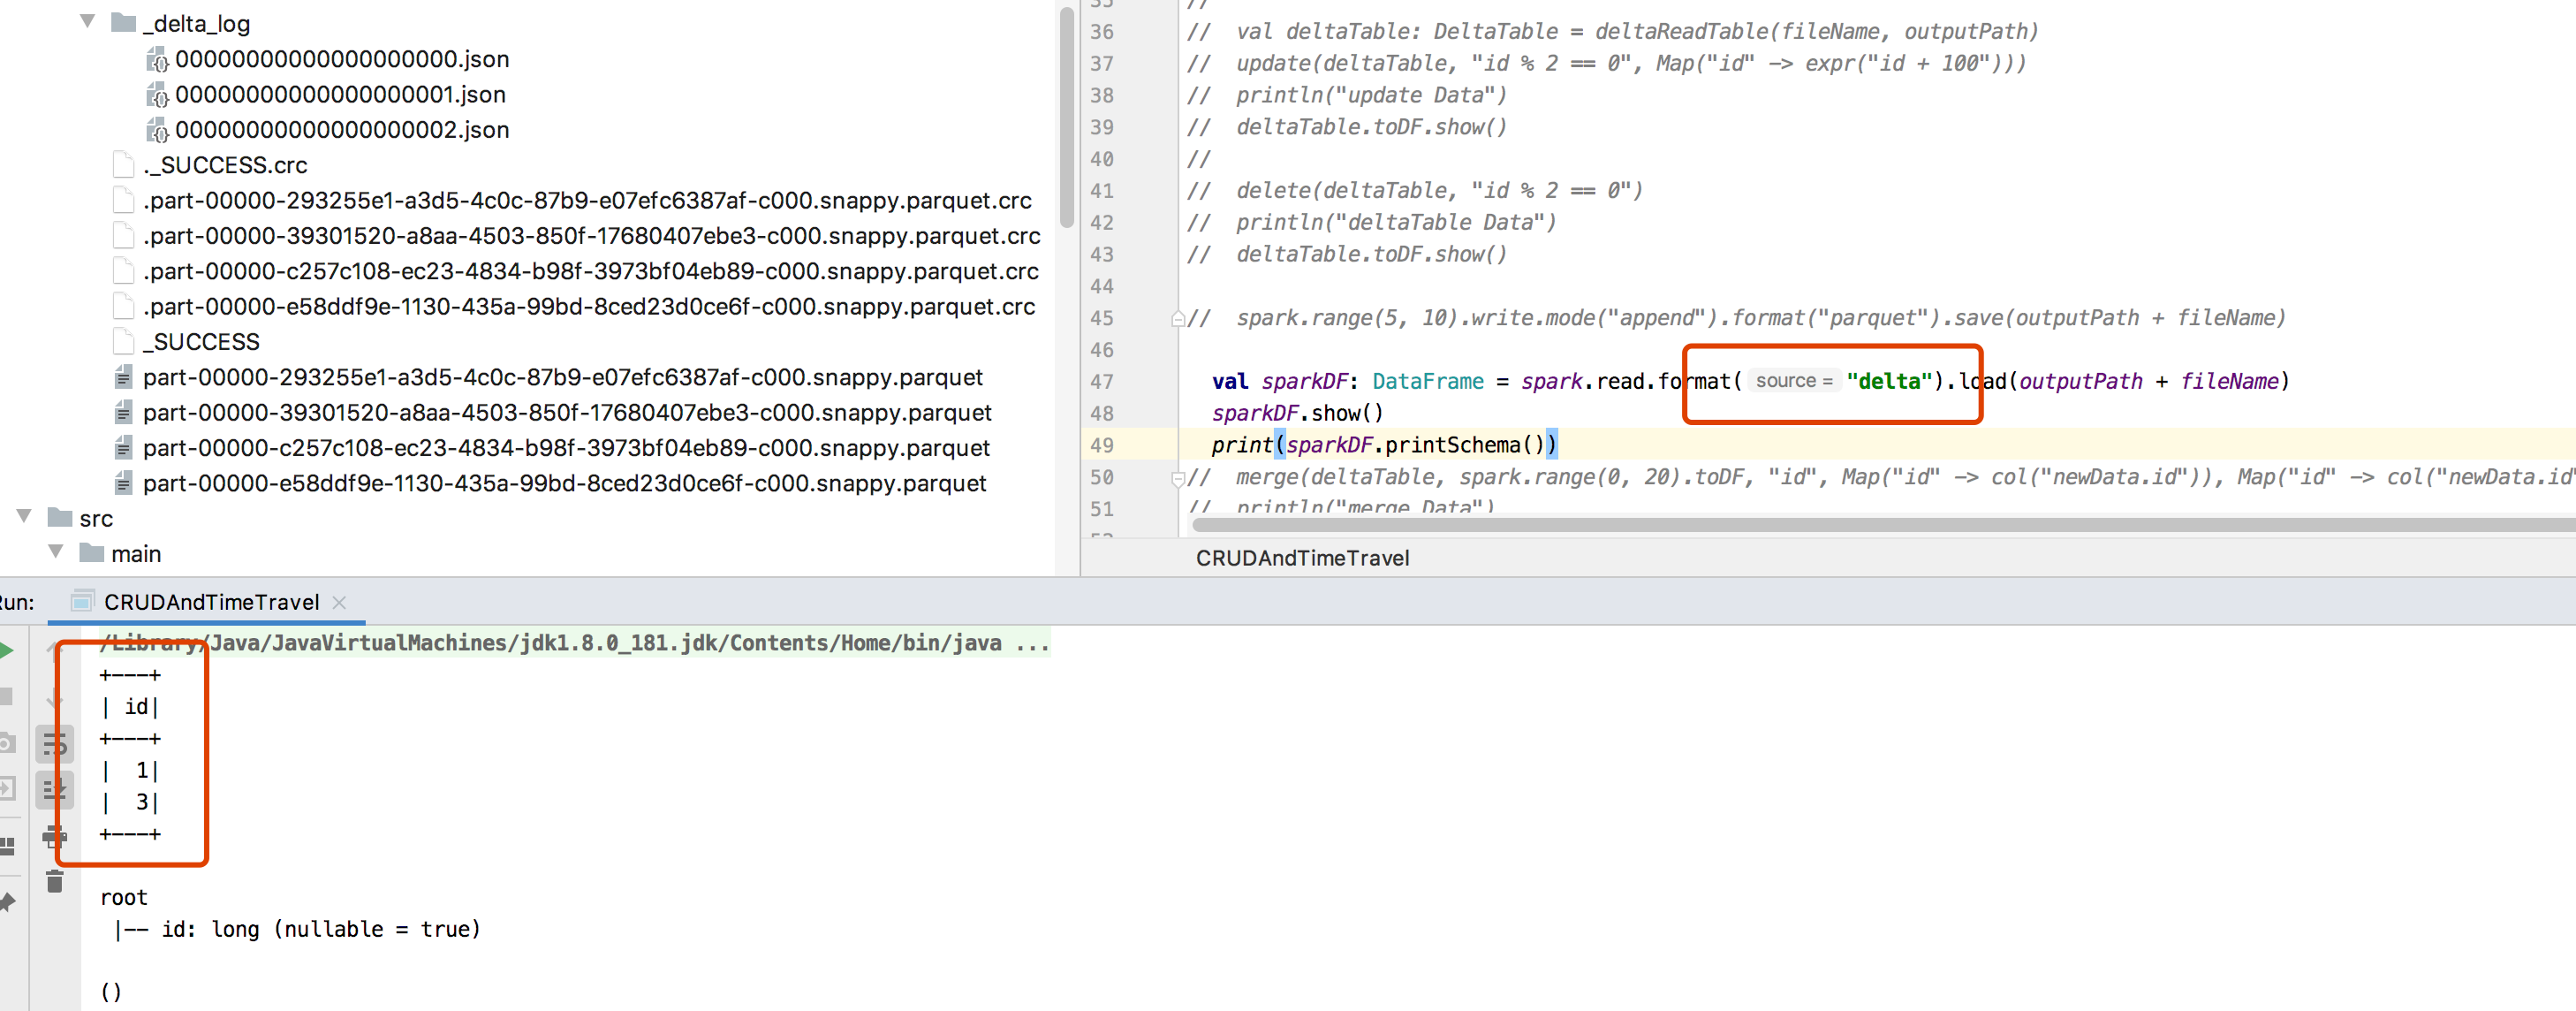 _delta_log
00000000000000000000.json
00000000000000000001.json
00000000000000000002.json
._SUCCESS.crc
.part-00000-293255e1-a3d5-4c0c-87b9-e07efc6387af-c000.snappy.parquet.crc
.part-00000-39301520-a8aa-4503-850f-17680407ebe3-c000.snappy.parquet.crc
.part-00000-c257c108-ec23-4834-b98f-3973bf04eb89-c000.snappy.parquet.crc
.part-00000-e58ddf9e-1130-435a-99bd-8ced23d0ce6f-c000.snappy.parquet.crc
_SUCCESS
part-00000-293255e1-a3d5-4c0c-87b9-e07efc6387af-c000.snappy.parquet
part-00000-39301520-a8aa-4503-850f-17680407ebe3-c000.snappy.parquet
part-00000-c257c108-ec23-4834-b98f-3973bf04eb89-c000.snappy.parquet
part-00000-e58ddf9e-1130-435a-99bd-8ced23d0ce6f-c000.snappy.parquet
src
main
35 //
36 //  val deltaTable: DeltaTable = deltaReadTable(fileName, outputPath)
37 //  update(deltaTable, "id % 2 == 0", Map("id" -> expr("id + 100")))
38 //  println("update Data")
39 //  deltaTable.toDF.show()
40 //
41 //  delete(deltaTable, "id % 2 == 0")
42 //  println("deltaTable Data")
43 //  deltaTable.toDF.show()
44
45 //  spark.range(5, 10).write.mode("append").format("parquet").save(outputPath + fileName)
46
47 val sparkDF: DataFrame = spark.read.format( source = "delta").load(outputPath + fileName)
48 sparkDF.show()
49 print(sparkDF.printSchema())
50 //  merge(deltaTable, spark.range(0, 20).toDF, "id", Map("id" -> col("newData.id")), Map("id" -> col("newData.id"
51 //  println("merge Data")
CRUDAndTimeTravel
Run: CRUDAndTimeTravel
/Library/Java/JavaVirtualMachines/jdk1.8.0_181.jdk/Contents/Home/bin/java ...
+---+
| id|
+---+
|  1|
|  3|
+---+
root
 |-- id: long (nullable = true)
()